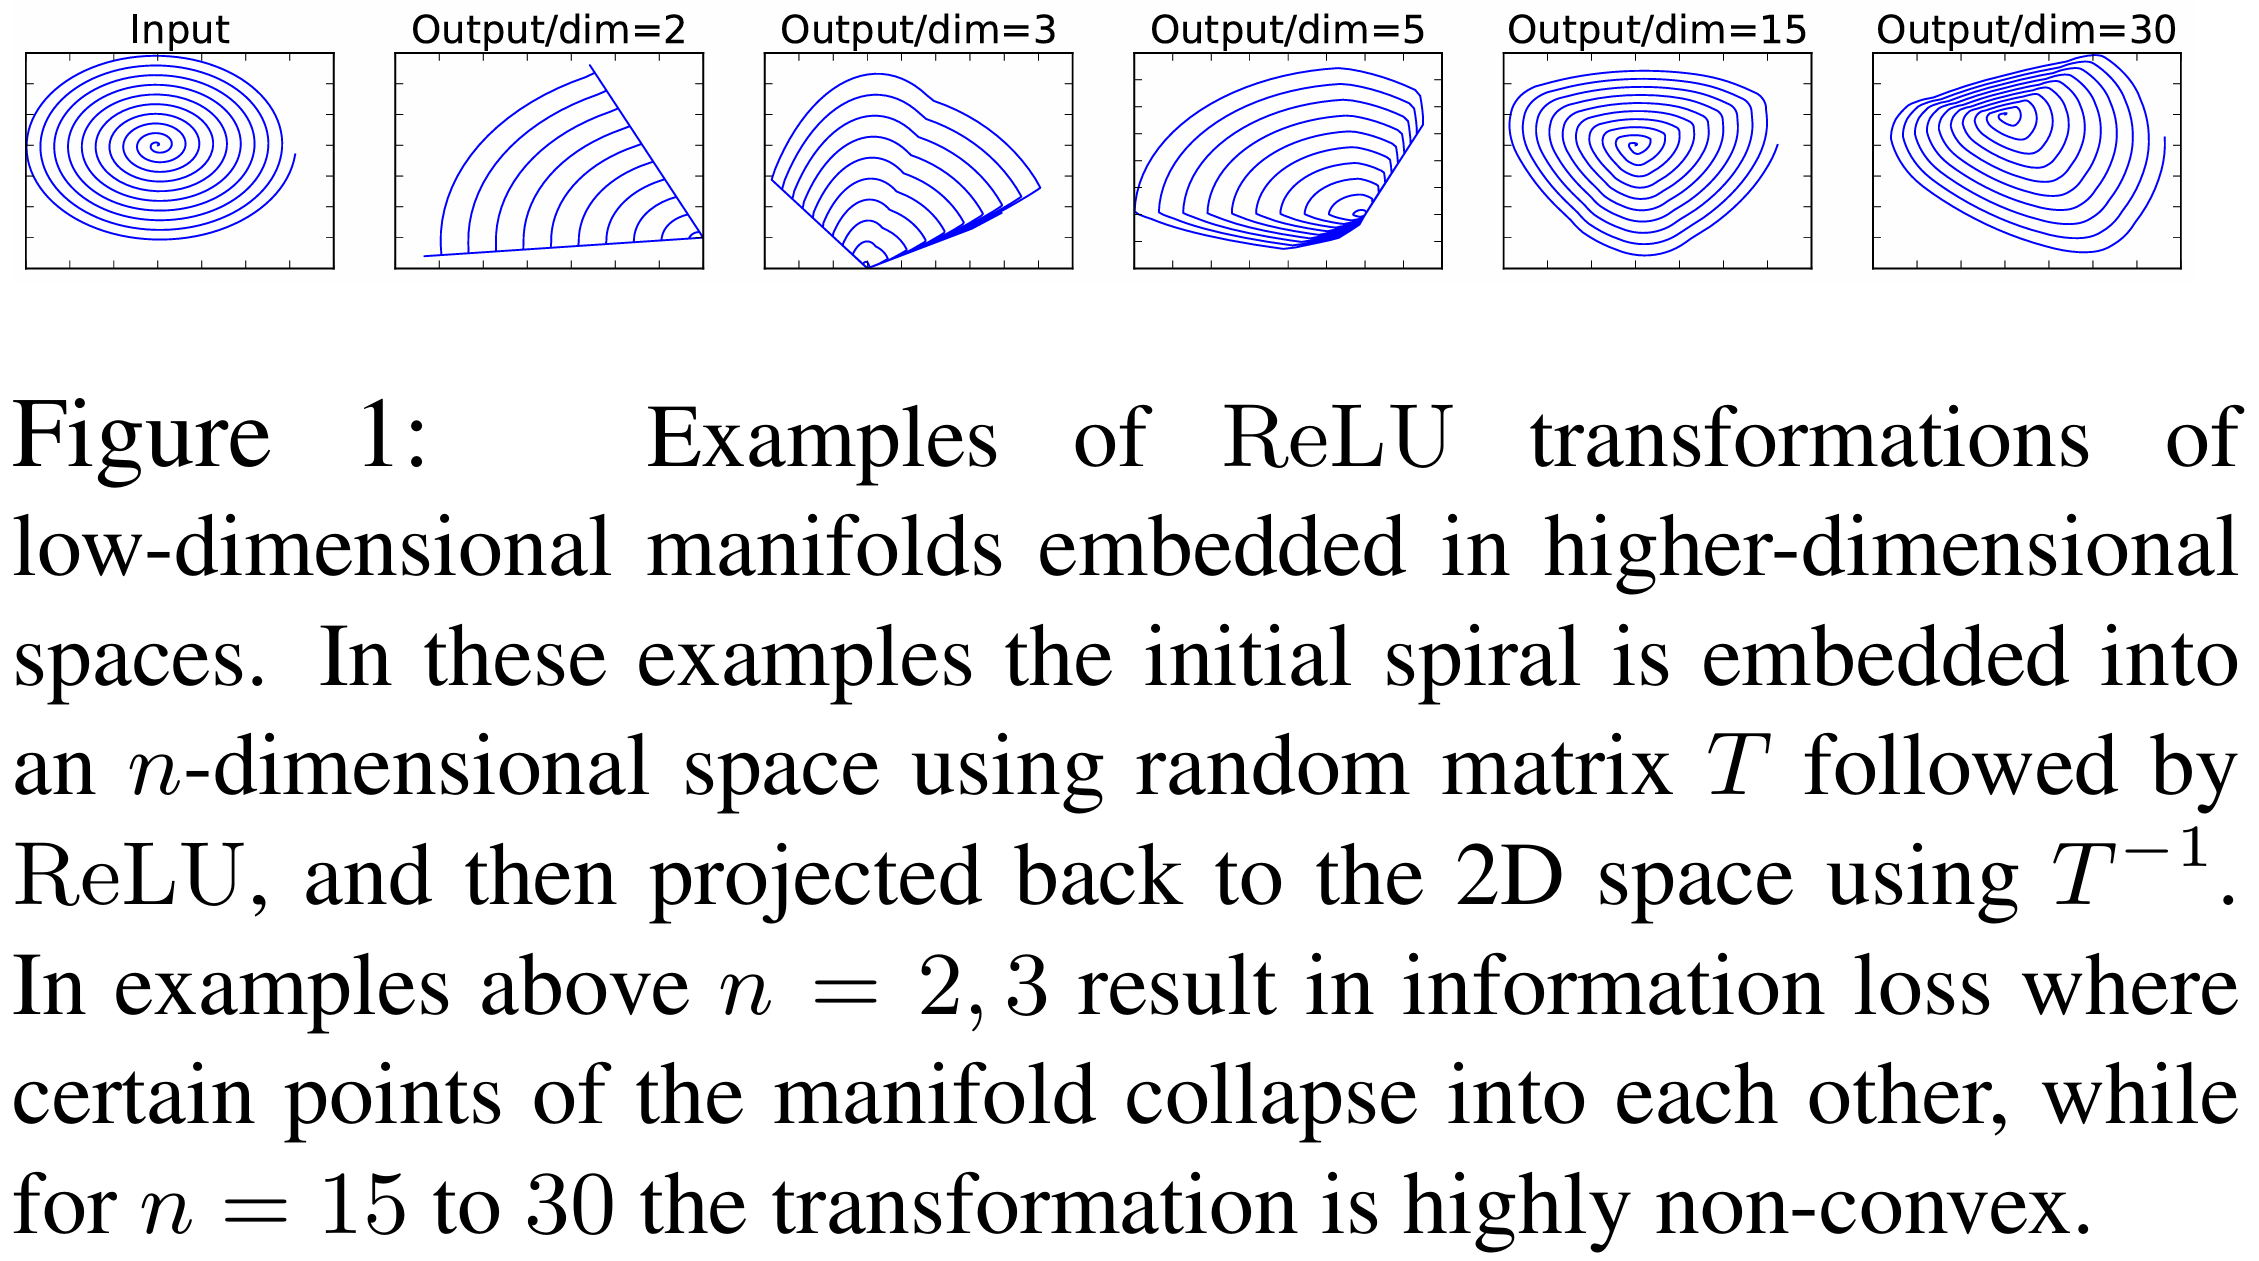 Input Output/dim=2 Output/dim=3 Output/dim=5 Output/dim=15 Output/dim=30
Figure 1: Examples of ReLU transformations of
low-dimensional manifolds embedded in higher-dimensional
spaces. In these examples the initial spiral is embedded into
an n-dimensional space using random matrix T followed by
ReLU, and then projected back to the 2D space using T⁻¹.
In examples above n = 2, 3 result in information loss where
certain points of the manifold collapse into each other, while
for n = 15 to 30 the transformation is highly non-convex.